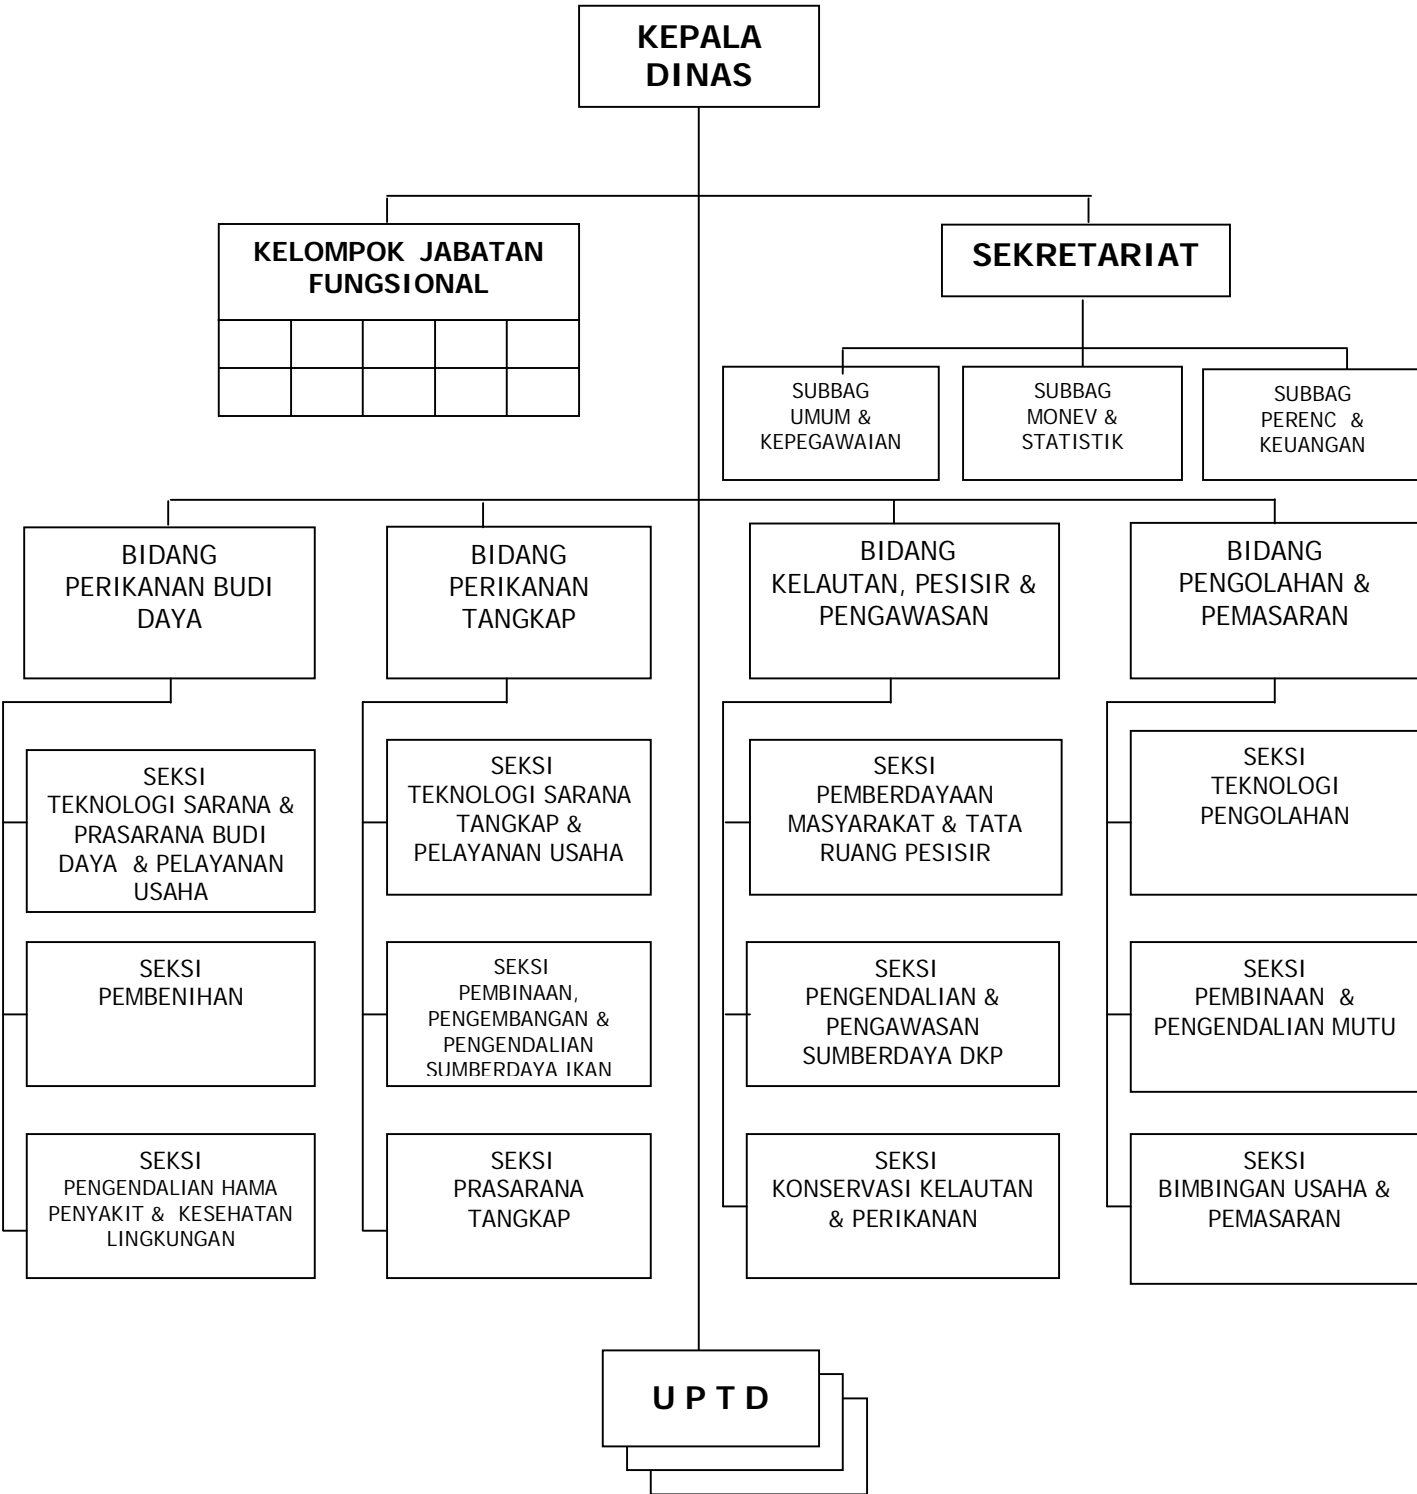 KEPALA
DINAS
KELOMPOK JABATAN
FUNGSIONAL
SEKRETARIAT
SUBBAG
UMUM &
KEPEGAWAIAN
SUBBAG
MONEV &
STATISTIK
SUBBAG
PERENC &
KEUANGAN
BIDANG
PERIKANAN BUDI
DAYA
BIDANG
PERIKANAN
TANGKAP
BIDANG
KELAUTAN, PESISIR &
PENGAWASAN
BIDANG
PENGOLAHAN &
PEMASARAN
SEKSI
TEKNOLOGI SARANA &
PRASARANA BUDI
DAYA & PELAYANAN
USAHA
SEKSI
TEKNOLOGI SARANA
TANGKAP &
PELAYANAN USAHA
SEKSI
PEMBERDAYAAN
MASYARAKAT & TATA
RUANG PESISIR
SEKSI
TEKNOLOGI
PENGOLAHAN
SEKSI
PEMBENIHAN
SEKSI
PEMBINAAN,
PENGEMBANGAN &
PENGENDALIAN
SUMBERDAYA IKAN
SEKSI
PENGENDALIAN &
PENGAWASAN
SUMBERDAYA DKP
SEKSI
PEMBINAAN &
PENGENDALIAN MUTU
SEKSI
PENGENDALIAN HAMA
PENYAKIT & KESEHATAN
LINGKUNGAN
SEKSI
PRASARANA
TANGKAP
SEKSI
KONSERVASI KELAUTAN
& PERIKANAN
SEKSI
BIMBINGAN USAHA &
PEMASARAN
U P T D